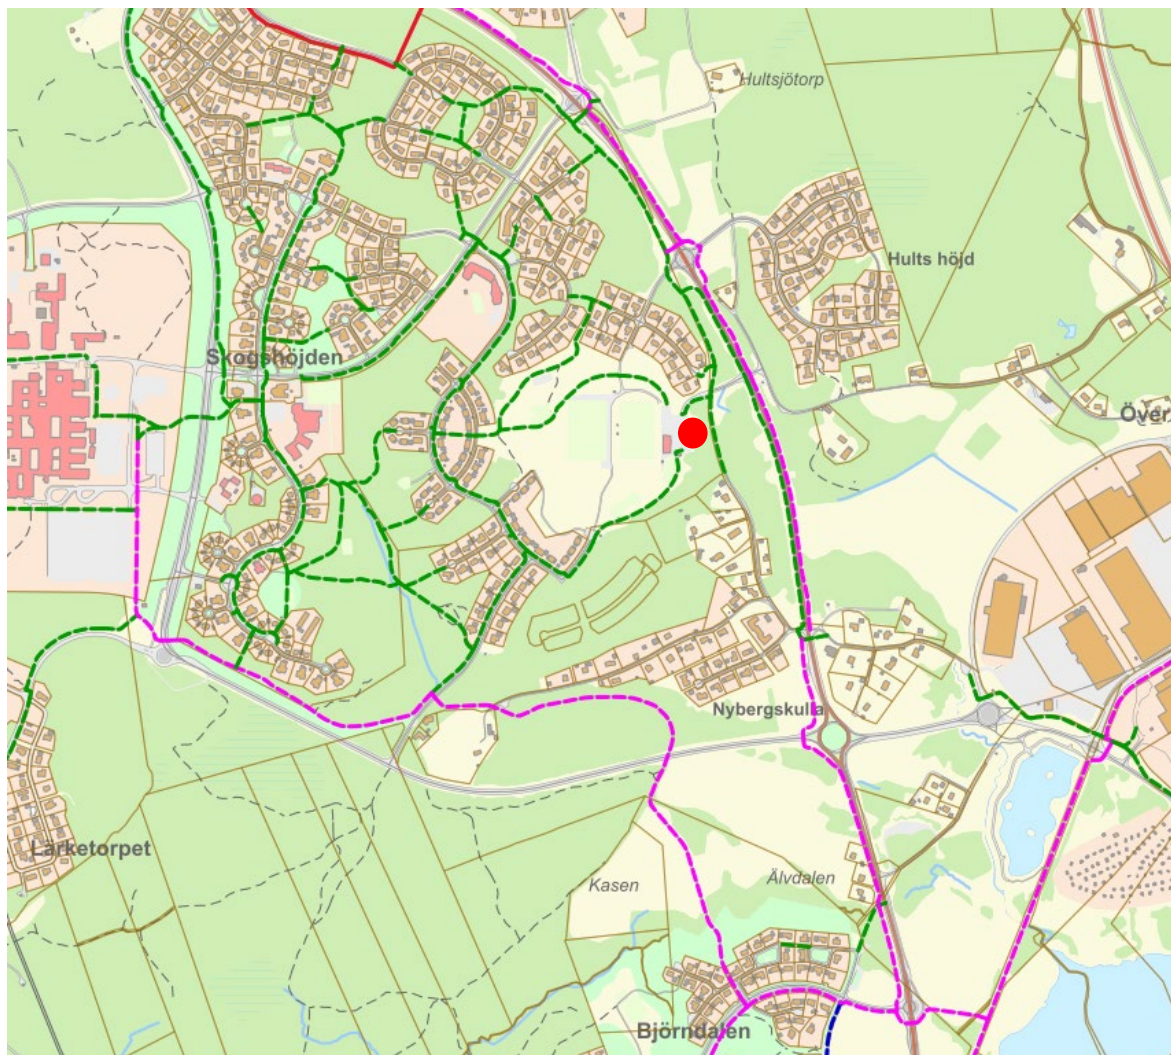 Hultsjötorp
Hults höjd
Skogshöjden
Över
Nybergskulla
Lärketorpet
Kasen
Älvdalen
Björndalen